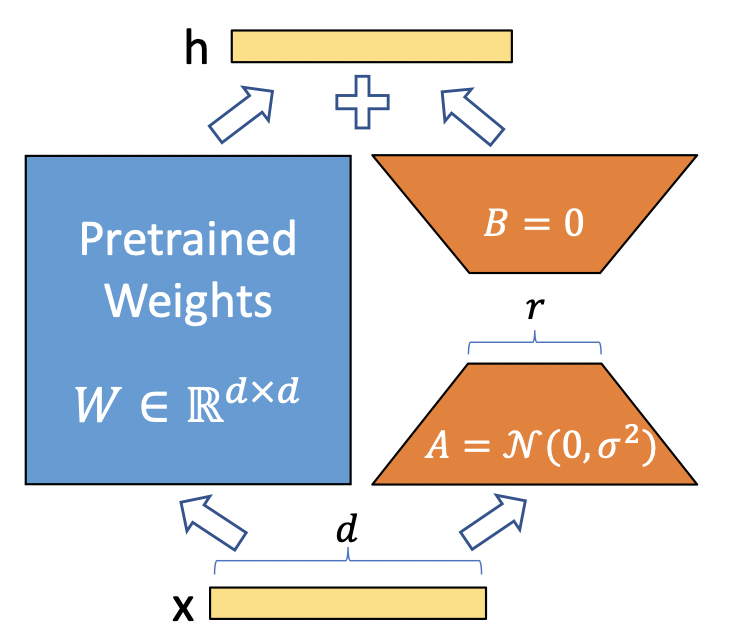 h
Pretrained
Weights
W ∈ ℝ^{d×d}
B = 0
r
A = 𝒩(0, σ²)
d
x